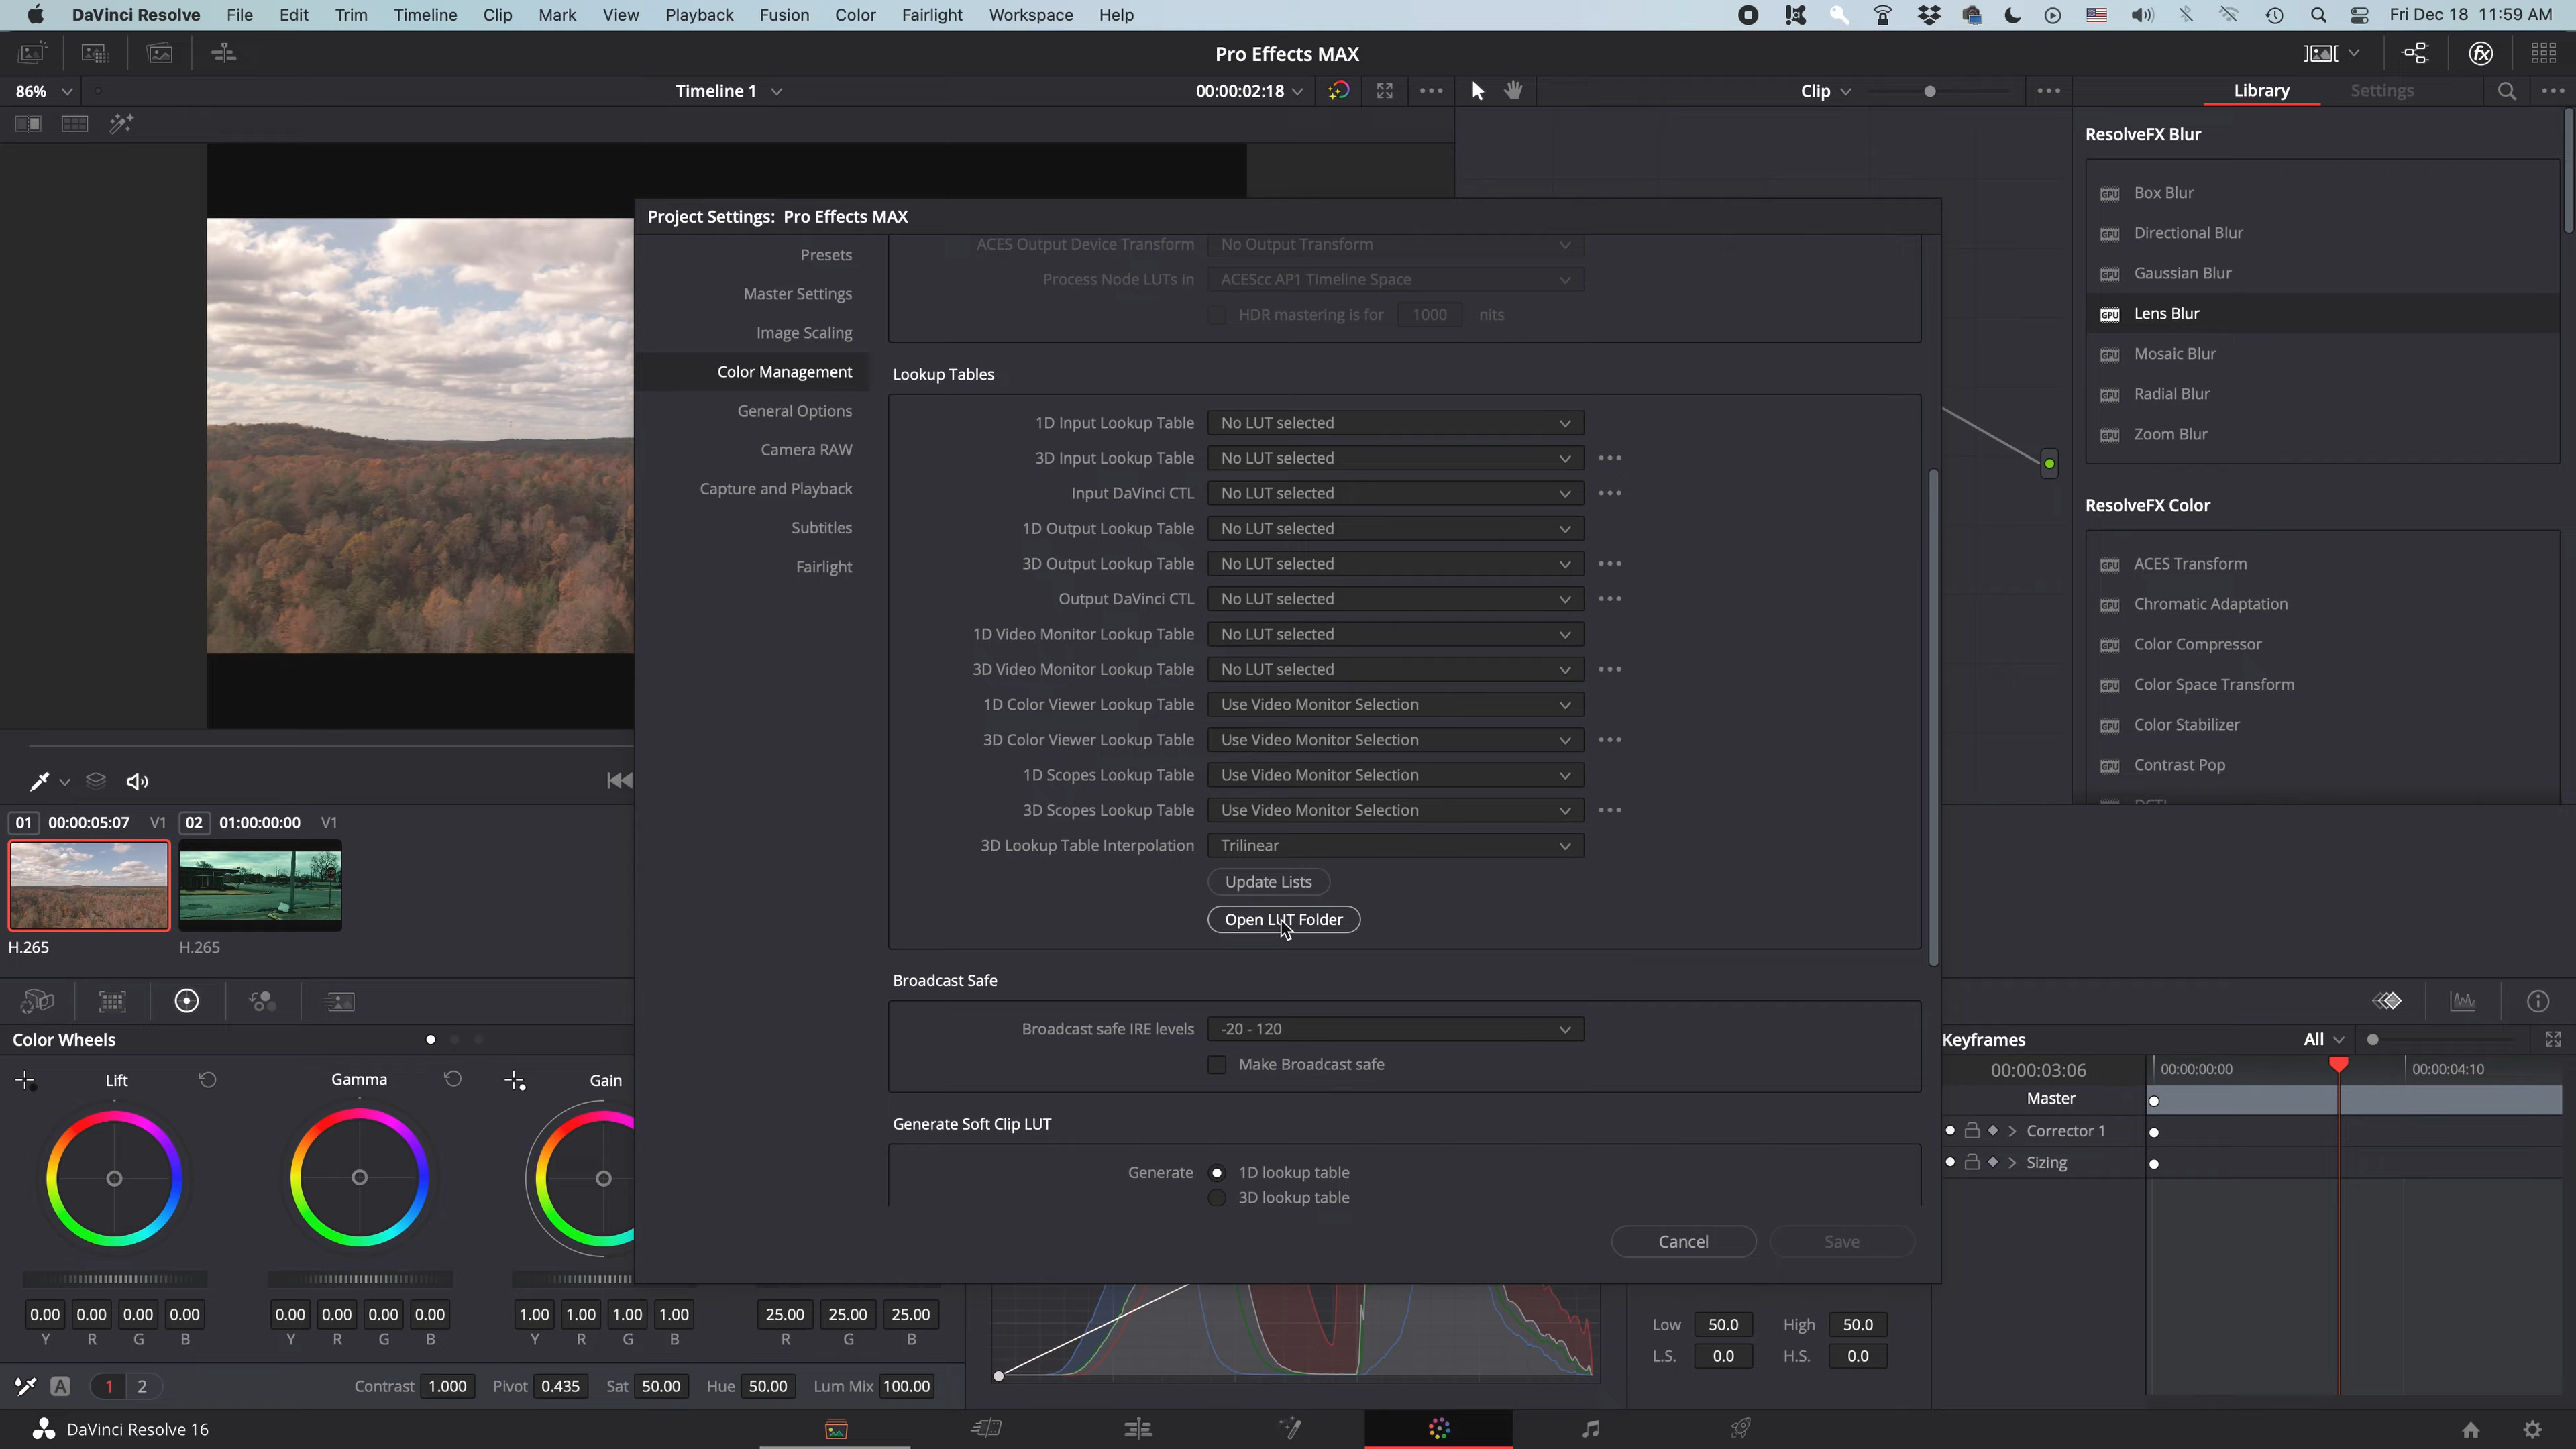 DaVinci Resolve File Edit Trim Timeline Clip Mark View Playback Fusion Color Fairlight Workspace Help Fri Dec 18 11:59 AM
Pro Effects MAX
86% Timeline 1 00:00:02:18 Clip Library Settings
Project Settings: Pro Effects MAX
Presets
Master Settings
Image Scaling
Color Management
General Options
Camera RAW
Capture and Playback
Subtitles
Fairlight
ACES Output Device Transform No Output Transform
Process Node LUTs in ACEScc AP1 Timeline Space
HDR mastering is for 1000 nits
Lookup Tables
1D Input Lookup Table No LUT selected
3D Input Lookup Table No LUT selected
Input DaVinci CTL No LUT selected
1D Output Lookup Table No LUT selected
3D Output Lookup Table No LUT selected
Output DaVinci CTL No LUT selected
1D Video Monitor Lookup Table No LUT selected
3D Video Monitor Lookup Table No LUT selected
1D Color Viewer Lookup Table Use Video Monitor Selection
3D Color Viewer Lookup Table Use Video Monitor Selection
1D Scopes Lookup Table Use Video Monitor Selection
3D Scopes Lookup Table Use Video Monitor Selection
3D Lookup Table Interpolation Trilinear
Update Lists
Open LUT Folder
Broadcast Safe
Broadcast safe IRE levels -20 - 120
Make Broadcast safe
Generate Soft Clip LUT
Generate 1D lookup table
3D lookup table
Cancel Save
ResolveFX Blur
GPU Box Blur
GPU Directional Blur
GPU Gaussian Blur
GPU Lens Blur
GPU Mosaic Blur
GPU Radial Blur
GPU Zoom Blur
ResolveFX Color
GPU ACES Transform
GPU Chromatic Adaptation
GPU Color Compressor
GPU Color Space Transform
GPU Color Stabilizer
GPU Contrast Pop
01 00:00:05:07 V1 02 01:00:00:00 V1
H.265 H.265
Color Wheels
Lift Gamma Gain
0.00 0.00 0.00 0.00 0.00 0.00 0.00 0.00 1.00 1.00 1.00 1.00 25.00 25.00 25.00
Y R G B Y R G B Y R G B R G B
A 1 2 Contrast 1.000 Pivot 0.435 Sat 50.00 Hue 50.00 Lum Mix 100.00
Low 50.0 High 50.0
L.S. 0.0 H.S. 0.0
Keyframes All
00:00:03:06 00:00:00:00 00:00:04:10
Master
Corrector 1
Sizing
DaVinci Resolve 16